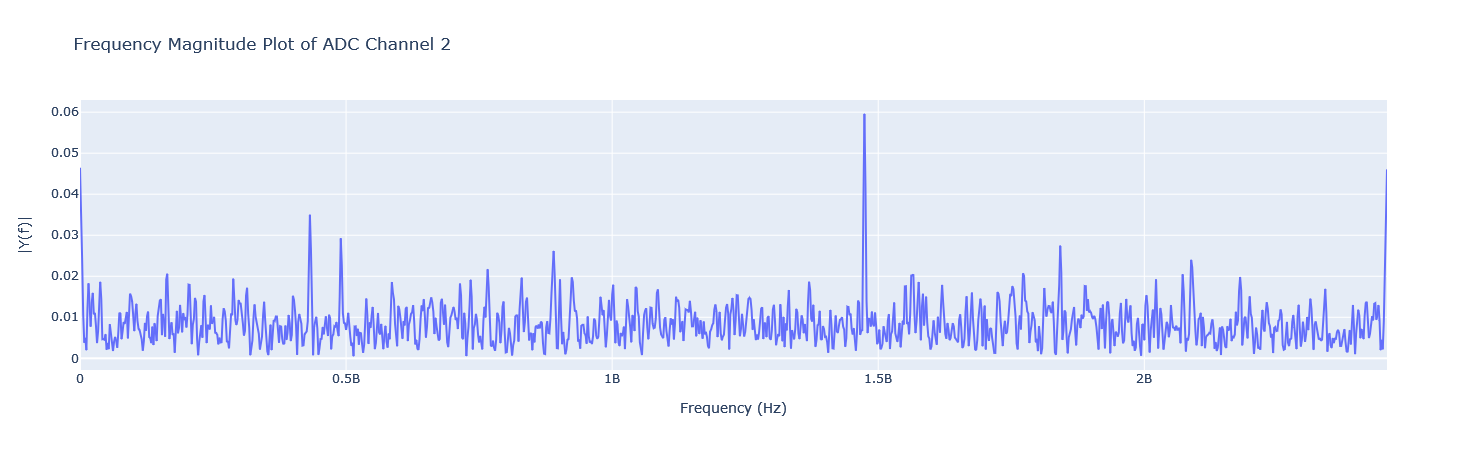 Frequency Magnitude Plot of ADC Channel 2
0.06
0.05
0.04
0.03
0.02
0.01
0
0 0.5B 1B 1.5B 2B
|Y(f)|
Frequency (Hz)